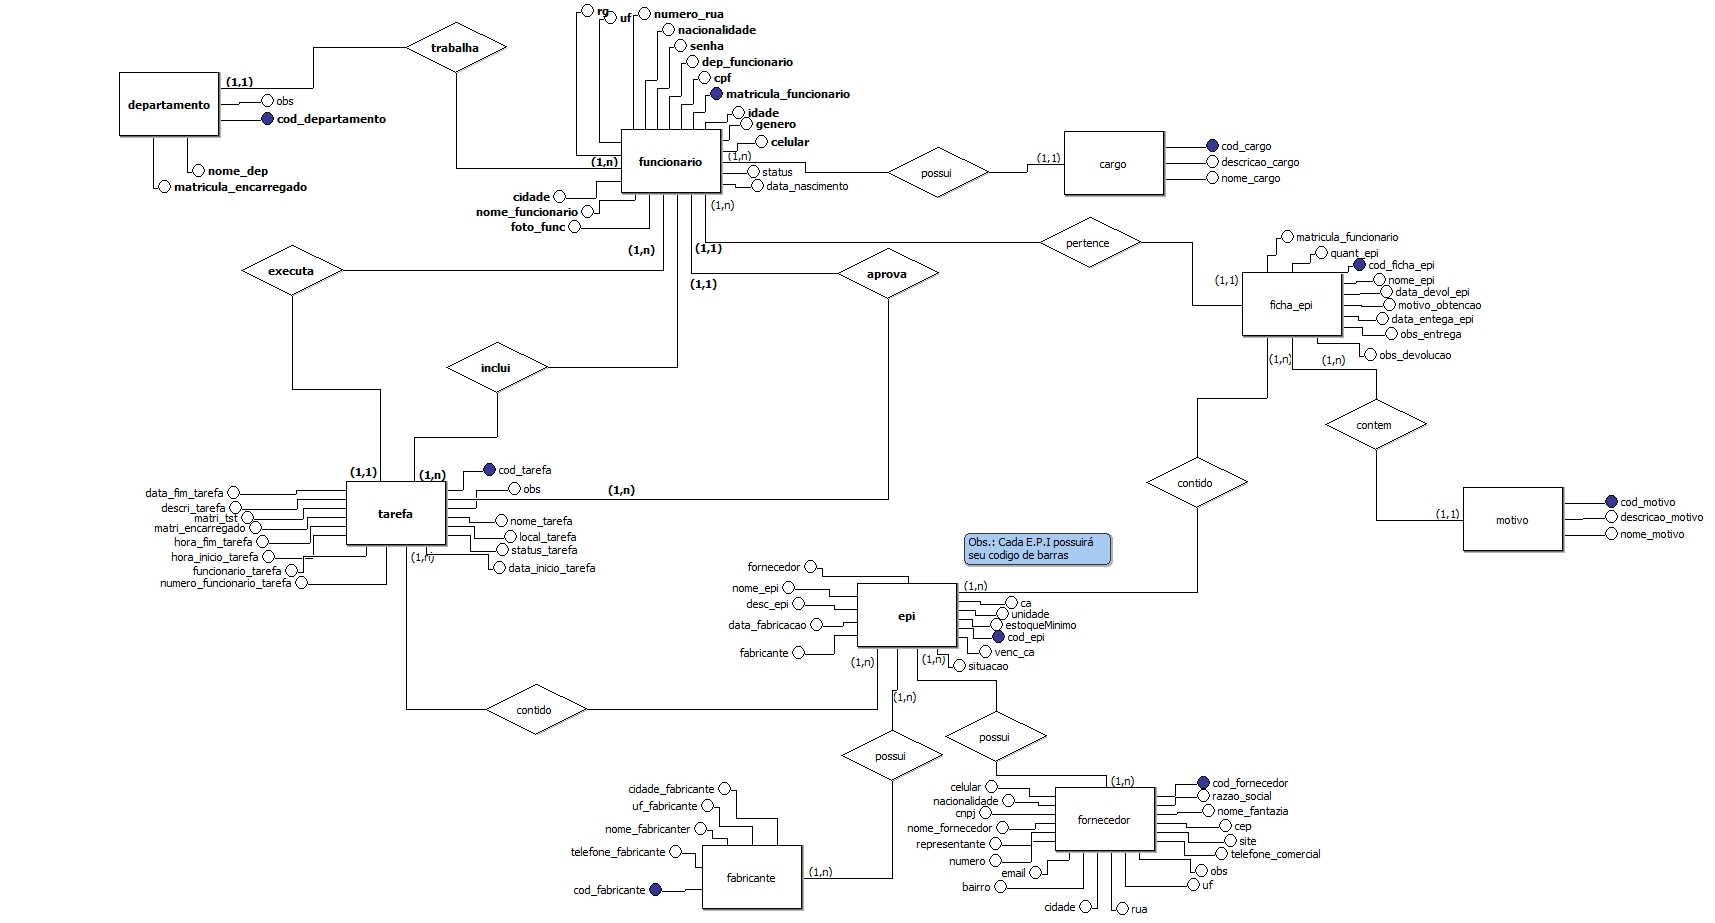 rg
uf
numero_rua
nacionalidade
senha
dep_funcionario
cpf
matricula_funcionario
idade
genero
celular
trabalha
(1,1)
departamento
obs
cod_departamento
nome_dep
matricula_encarregado
(1,n)
funcionario
(1,n)
status
data_nascimento
(1,n)
cidade
nome_funcionario
foto_func
possui
(1,1)
cargo
cod_cargo
descricao_cargo
nome_cargo
(1,n)
(1,1)
(1,1)
executa
aprova
pertence
(1,1)
ficha_epi
matricula_funcionario
quant_epi
cod_ficha_epi
nome_epi
data_devol_epi
motivo_obtencao
data_entega_epi
obs_entrega
obs_devolucao
(1,n)
(1,n)
inclui
contem
contido
(1,1)
(1,n)
cod_tarefa
obs
(1,n)
tarefa
data_fim_tarefa
descri_tarefa
matri_tst
matri_encarregado
hora_fim_tarefa
hora_inicio_tarefa
funcionario_tarefa
numero_funcionario_tarefa
nome_tarefa
local_tarefa
status_tarefa
data_inicio_tarefa
(1,n)
(1,1)
motivo
cod_motivo
descricao_motivo
nome_motivo
Obs.: Cada E.P.I possuirá
seu codigo de barras
fornecedor
nome_epi
desc_epi
data_fabricacao
fabricante
epi
(1,n)
ca
unidade
estoqueMinimo
cod_epi
venc_ca
situacao
(1,n)
(1,n)
(1,n)
contido
possui
possui
cidade_fabricante
uf_fabricante
nome_fabricanter
telefone_fabricante
cod_fabricante
fabricante
(1,n)
(1,n)
fornecedor
celular
nacionalidade
cnpj
nome_fornecedor
representante
numero
email
bairro
cidade
rua
cod_fornecedor
razao_social
nome_fantazia
cep
site
telefone_comercial
obs
uf